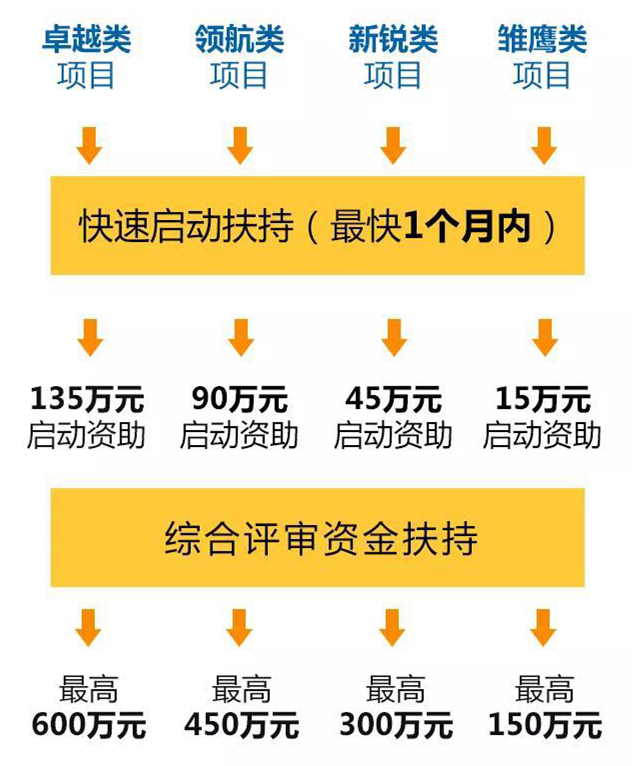 卓越类 领航类 新锐类 雏鹰类
项目 项目 项目 项目
快速启动扶持（最快1个月内）
135万元 90万元 45万元 15万元
启动资助 启动资助 启动资助 启动资助
综合评审资金扶持
最高 最高 最高 最高
600万元 450万元 300万元 150万元